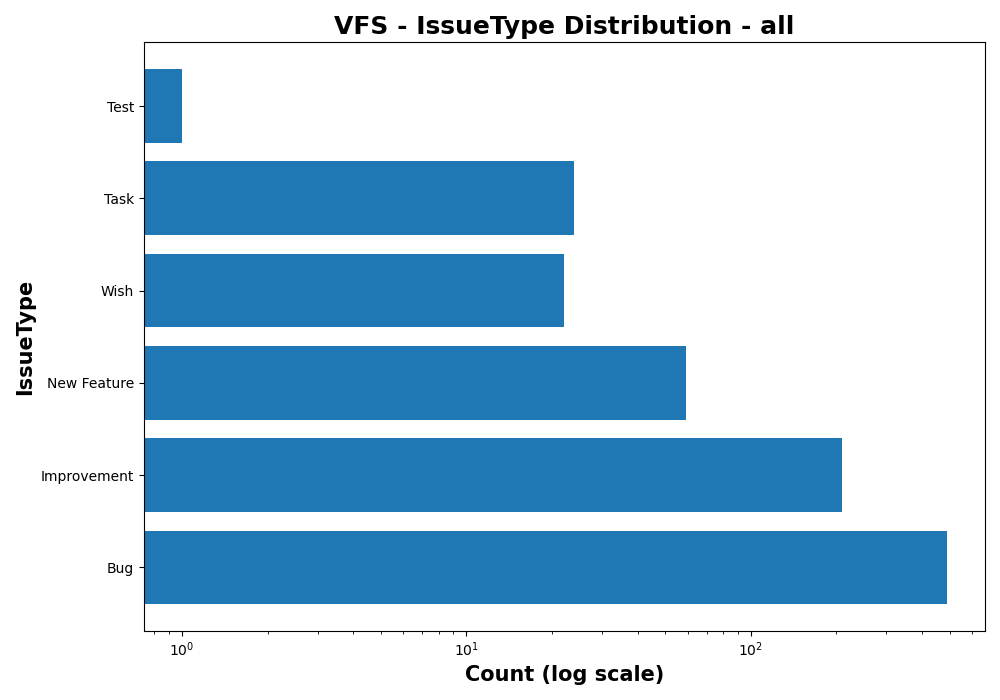 VFS - IssueType Distribution - all
IssueType
Test
Task
Wish
New Feature
Improvement
Bug
10⁰ 10¹ 10²
Count (log scale)